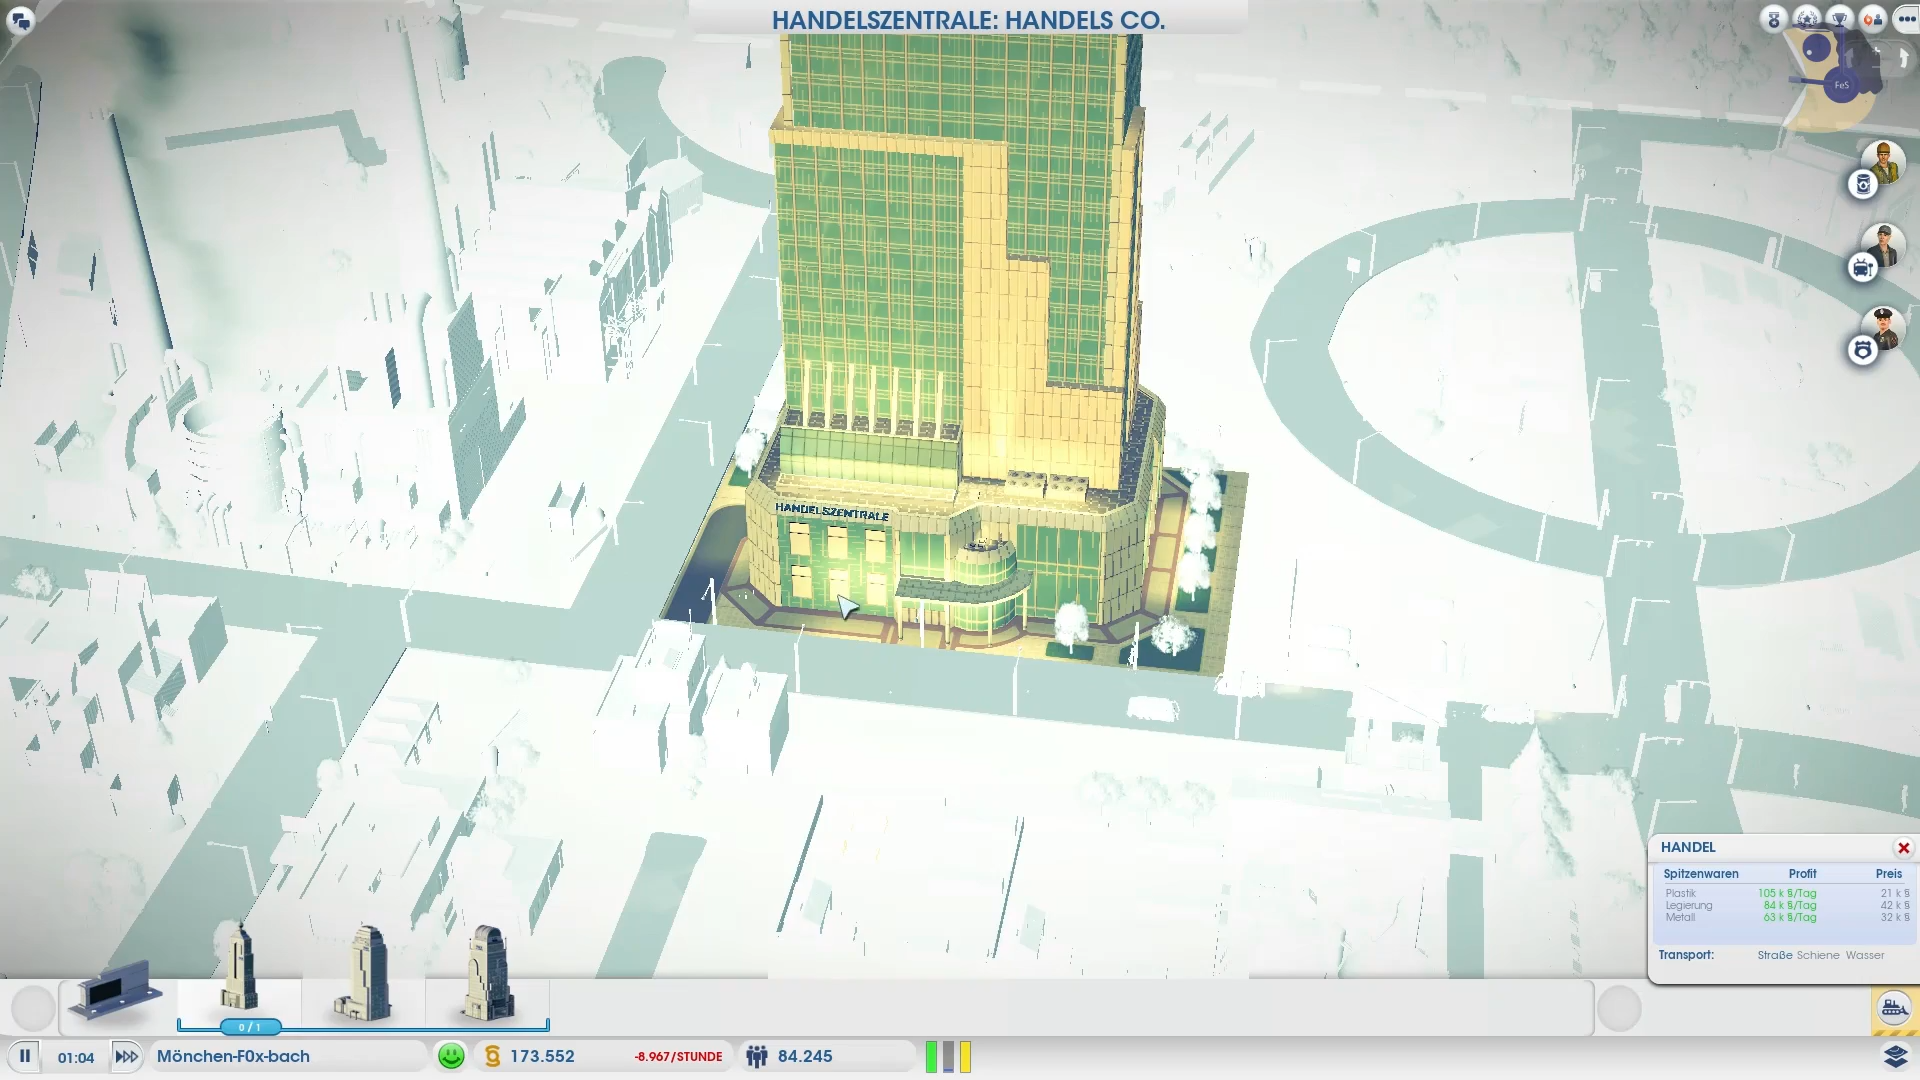 HANDELSZENTRALE: HANDELS CO.
FeS
HANDELSZENTRALE
HANDEL
Spitzenwaren Profit Preis
Plastik 105 k §/Tag 21 k §
Legierung 84 k §/Tag 42 k §
Metall 63 k §/Tag 32 k §
Transport: Straße Schiene Wasser
0 / 1
01:04 Mönchen-F0x-bach 173.552 -8.967/STUNDE 84.245